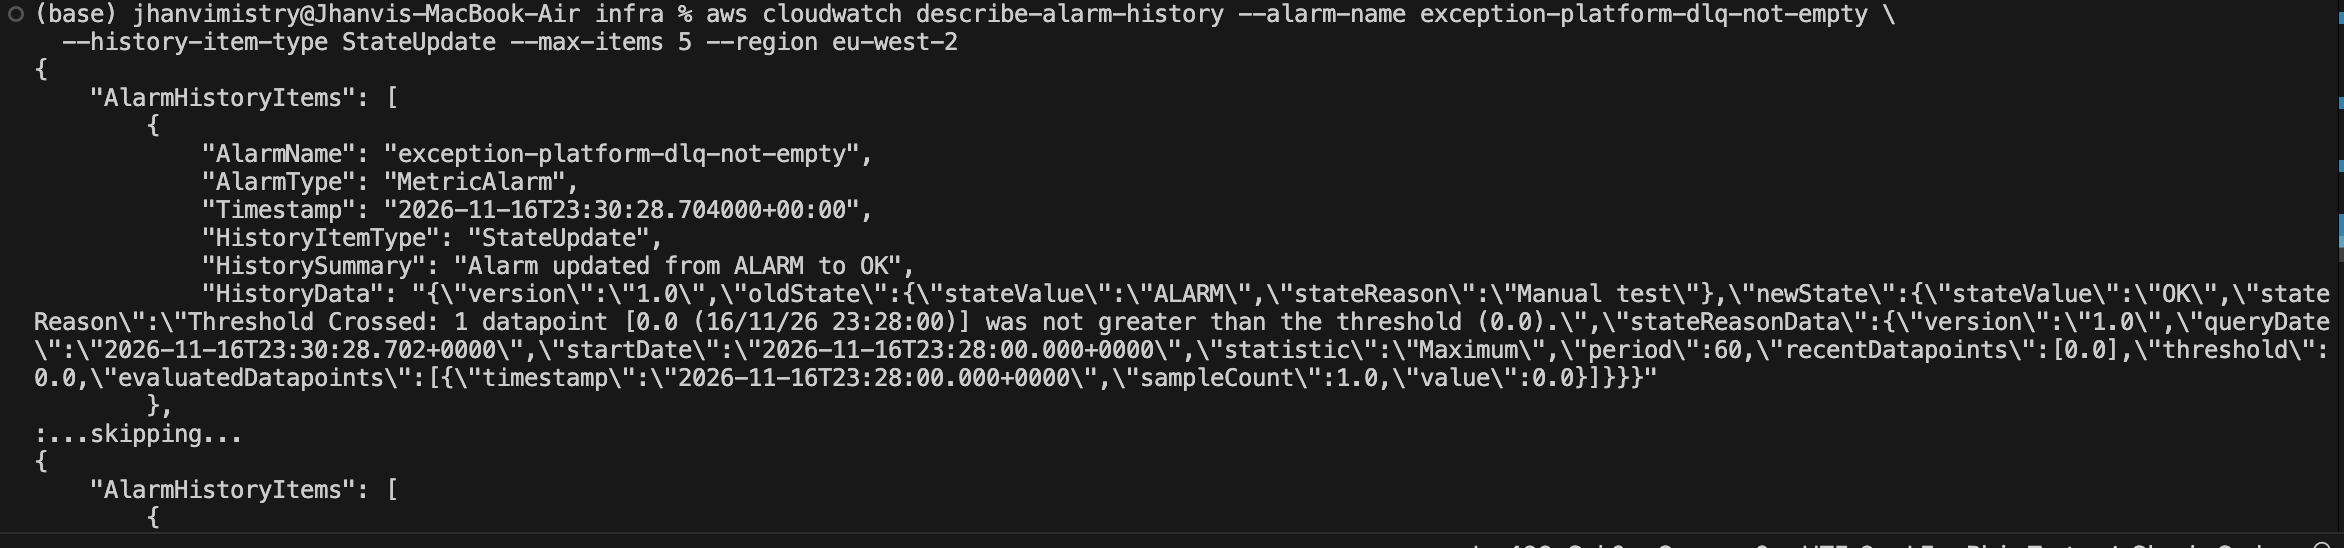 (base) jhanvimistry@Jhanvis-MacBook-Air infra % aws cloudwatch describe-alarm-history --alarm-name exception-platform-dlq-not-empty \
  --history-item-type StateUpdate --max-items 5 --region eu-west-2
{
    "AlarmHistoryItems": [
        {
            "AlarmName": "exception-platform-dlq-not-empty",
            "AlarmType": "MetricAlarm",
            "Timestamp": "2026-11-16T23:30:28.704000+00:00",
            "HistoryItemType": "StateUpdate",
            "HistorySummary": "Alarm updated from ALARM to OK",
            "HistoryData": "{\"version\":\"1.0\",\"oldState\":{\"stateValue\":\"ALARM\",\"stateReason\":\"Manual test\"},\"newState\":{\"stateValue\":\"OK\",\"state
Reason\":\"Threshold Crossed: 1 datapoint [0.0 (16/11/26 23:28:00)] was not greater than the threshold (0.0).\",\"stateReasonData\":{\"version\":\"1.0\",\"queryDate
\":\"2026-11-16T23:30:28.702+0000\",\"startDate\":\"2026-11-16T23:28:00.000+0000\",\"statistic\":\"Maximum\",\"period\":60,\"recentDatapoints\":[0.0],\"threshold\":
0.0,\"evaluatedDatapoints\":[{\"timestamp\":\"2026-11-16T23:28:00.000+0000\",\"sampleCount\":1.0,\"value\":0.0}]}}}"
        },
:...skipping...
{
    "AlarmHistoryItems": [
        {